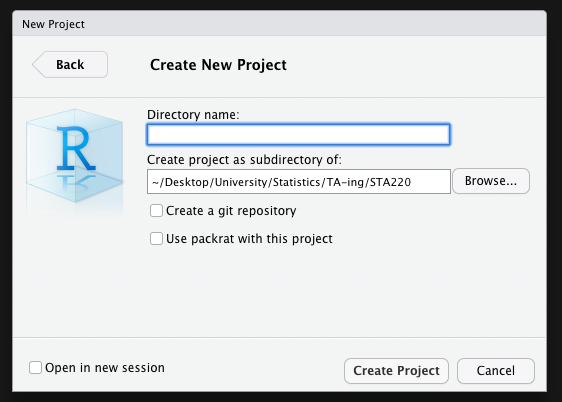 New Project
Back
Create New Project
R
Directory name:
Create project as subdirectory of:
~/Desktop/University/Statistics/TA-ing/STA220
Browse...
Create a git repository
Use packrat with this project
Open in new session
Create Project
Cancel